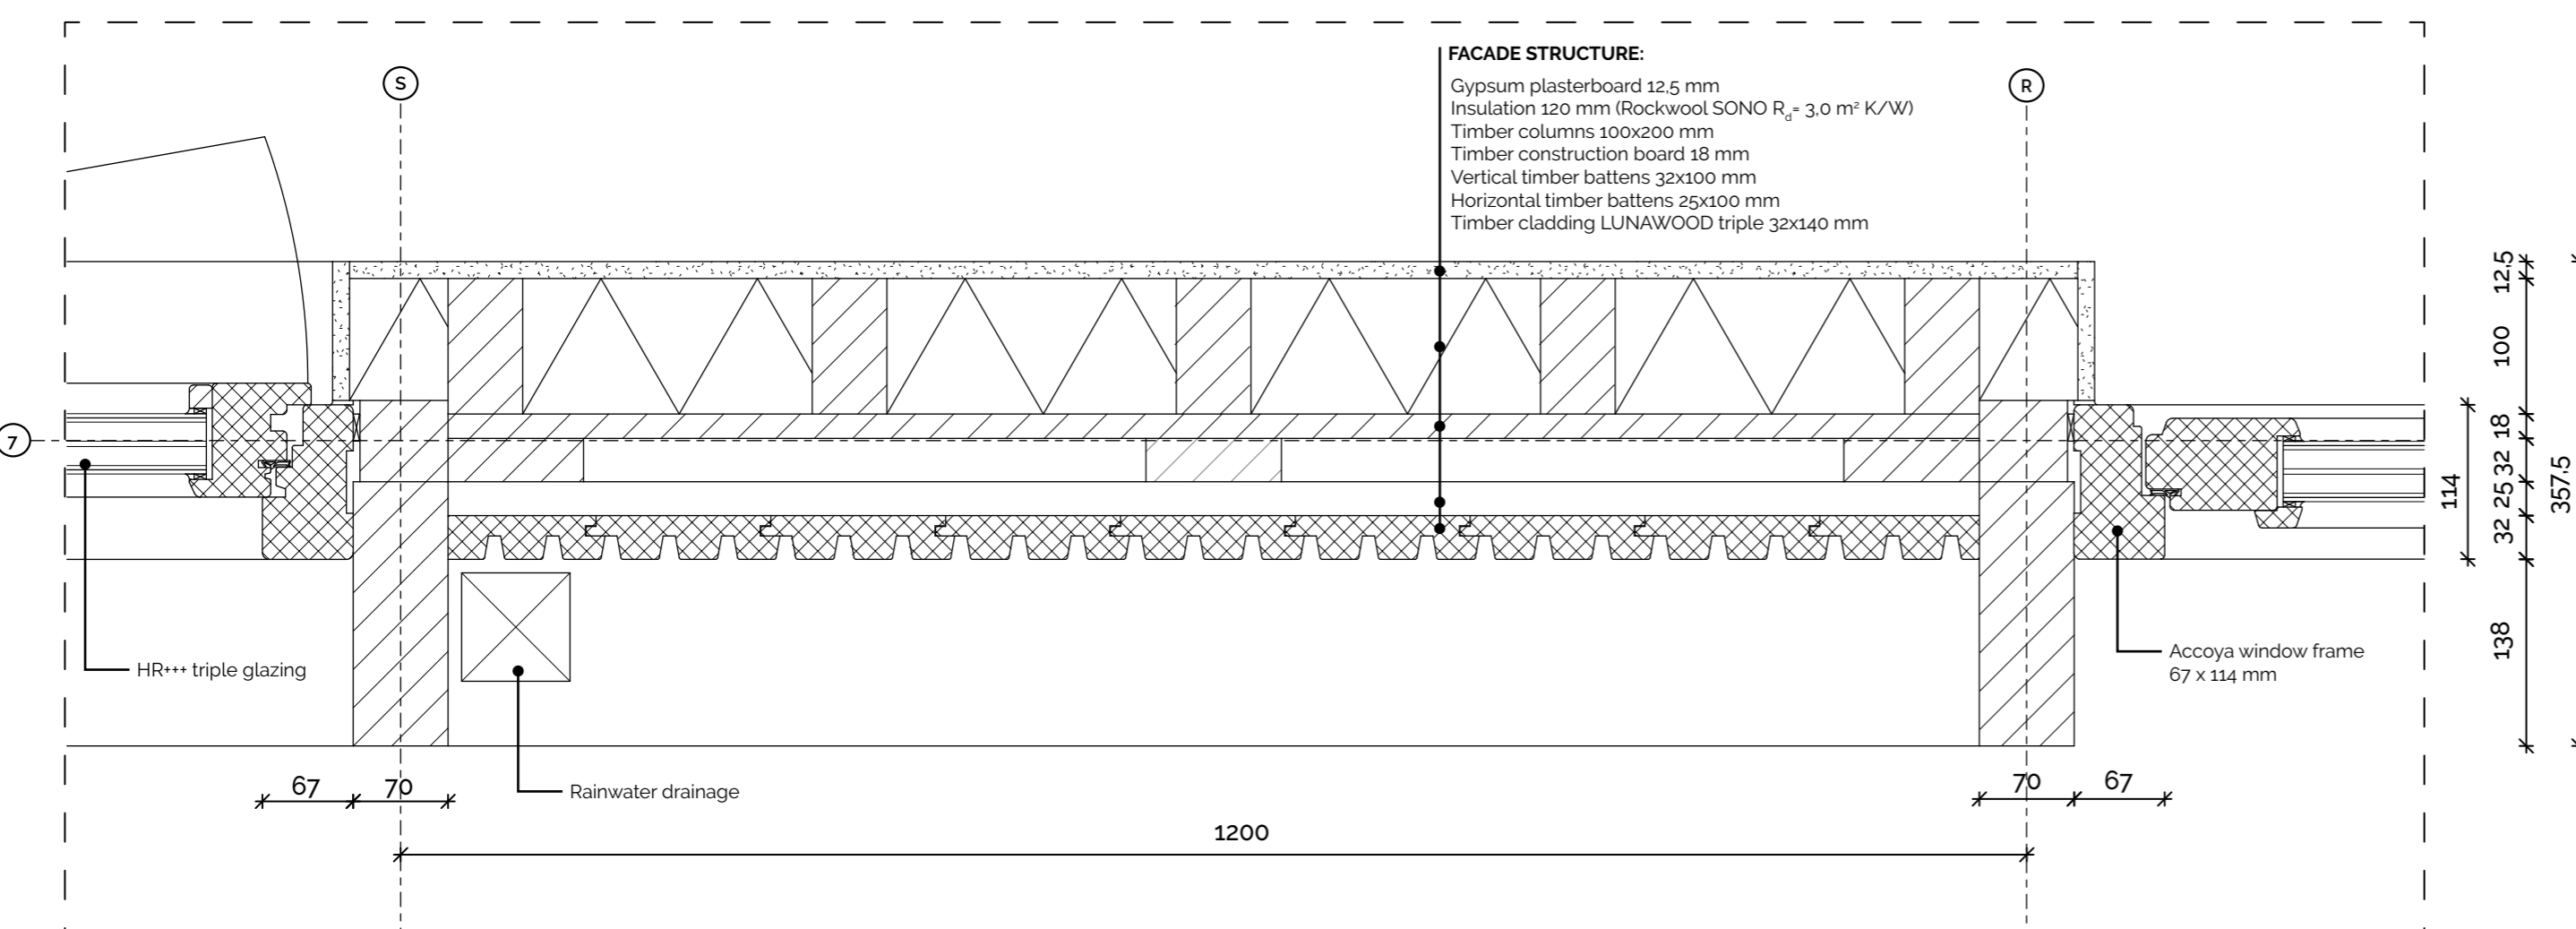 FACADE STRUCTURE:
Gypsum plasterboard 12,5 mm
Insulation 120 mm (Rockwool SONO Rd= 3,0 m² K/W)
Timber columns 100x200 mm
Timber construction board 18 mm
Vertical timber battens 32x100 mm
Horizontal timber battens 25x100 mm
Timber cladding LUNAWOOD triple 32x140 mm
S
R
7
12,5
100
18
32
25
32
138
114
357,5
HR+++ triple glazing
Rainwater drainage
Accoya window frame
67 x 114 mm
67
70
70
67
1200